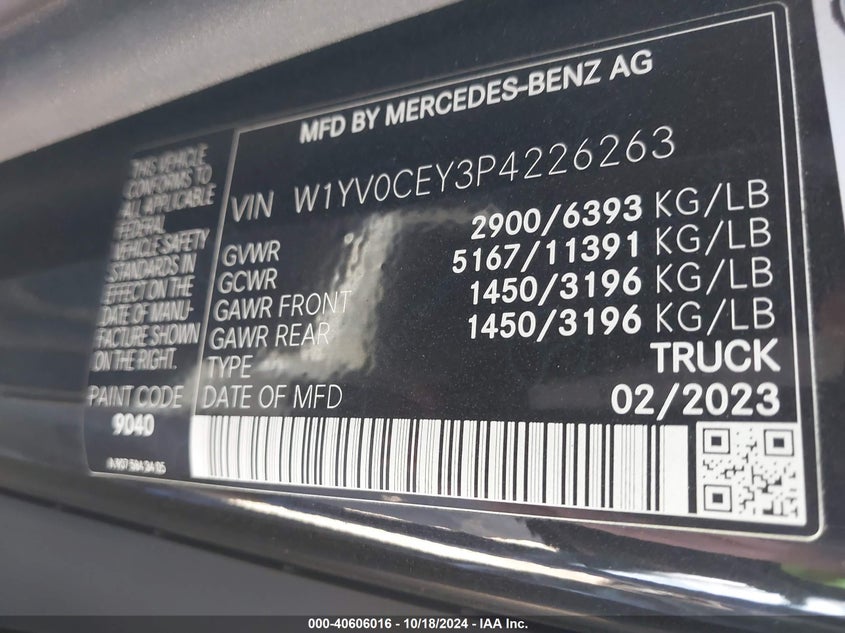 MFD BY MERCEDES-BENZ AG
VIN W1YV0CEY3P4226263
GVWR 2900/6393 KG/LB
GCWR 5167/11391 KG/LB
GAWR FRONT 1450/3196 KG/LB
GAWR REAR 1450/3196 KG/LB
TYPE TRUCK
DATE OF MFD 02/2023
THIS VEHICLE
CONFORMS TO
ALL APPLICABLE
FEDERAL
VEHICLE SAFETY
STANDARDS IN
EFFECT ON THE
DATE OF MANU-
FACTURE SHOWN
ON THE RIGHT.
PAINT CODE
9040
000-40606016 - 10/18/2024 - IAA Inc.